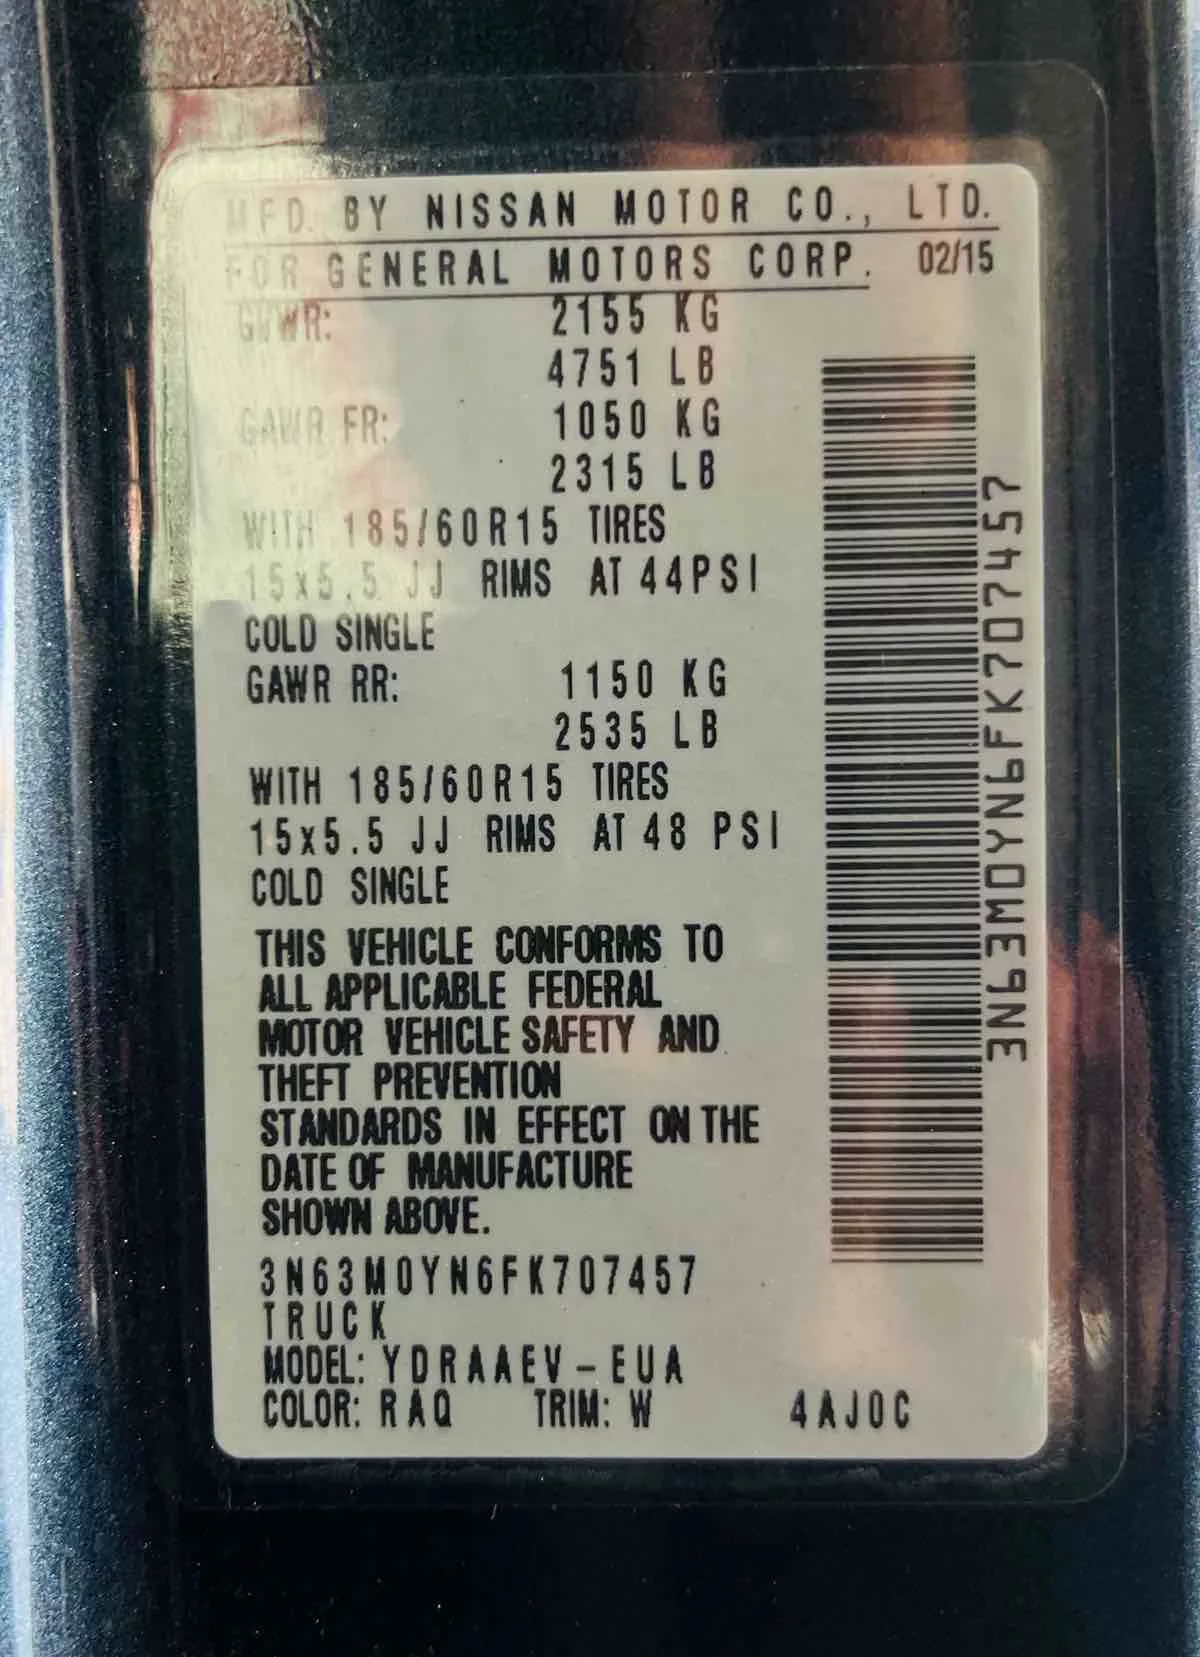 MFD. BY NISSAN MOTOR CO., LTD.
FOR GENERAL MOTORS CORP. 02/15
GVWR: 2155 KG
4751 LB
GAWR FR: 1050 KG
2315 LB
WITH 185/60R15 TIRES
15x5.5 JJ RIMS AT 44PSI
COLD SINGLE
GAWR RR: 1150 KG
2535 LB
WITH 185/60R15 TIRES
15x5.5 JJ RIMS AT 48 PSI
COLD SINGLE
THIS VEHICLE CONFORMS TO
ALL APPLICABLE FEDERAL
MOTOR VEHICLE SAFETY AND
THEFT PREVENTION
STANDARDS IN EFFECT ON THE
DATE OF MANUFACTURE
SHOWN ABOVE.
3N63M0YN6FK707457
TRUCK
MODEL: YDRAAEV-EUA
COLOR: RAQ TRIM: W 4AJ0C
3N63M0YN6FK707457